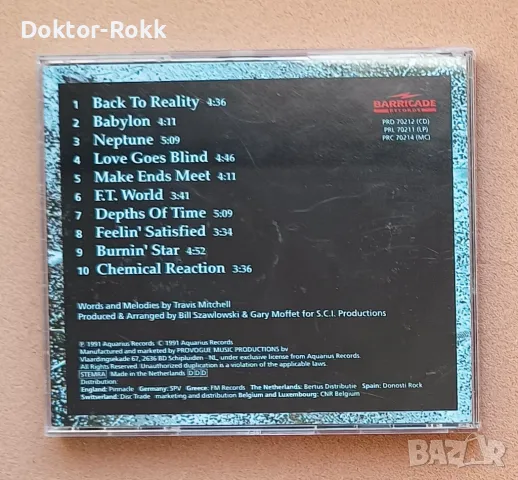 Doktor-Rokk
1 Back To Reality 4:36
2 Babylon 4:11
3 Neptune 5:09
4 Love Goes Blind 4:46
5 Make Ends Meet 4:11
6 F.T. World 3:41
7 Depths Of Time 5:09
8 Feelin' Satisfied 3:34
9 Burnin' Star 4:52
10 Chemical Reaction 3:36
BARRICADE
RECORDS
PRD 70212 (CD)
PRL 70211 (LP)
PRC 70214 (MC)
Words and Melodies by Travis Mitchell
Produced & Arranged by Bill Szawlowski & Gary Moffet for S.C.I. Productions
℗ 1991 Aquarius Records © 1991 Aquarius Records
Manufactured and marketed by PROVOGUE MUSIC PRODUCTIONS BV
Vlaardingsekade 67, 2636 BD Schipluiden - NL, under exclusive license from Aquarius Records.
All Rights Reserved. Unauthorized duplication is a violation of the applicable laws.
STEMRA Made in the Netherlands DDD
Distribution:
England: Pinnacle Germany: SPV Greece: FM Records The Netherlands: Bertus Distributie Spain: Donosti Rock
Switzerland: Disc Trade marketing and distribution Belgium and Luxembourg: CNR Belgium
BAZAR
bg